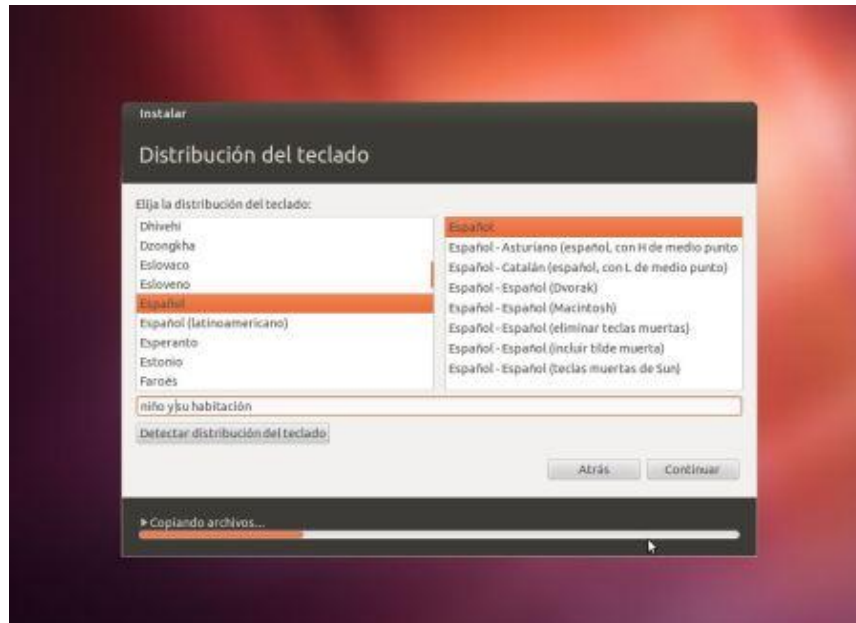 Instalar
Distribución del teclado
Elija la distribución del teclado:
Dhivehi
Dzongkha
Eslovaco
Esloveno
Español
Español (latinoamericano)
Esperanto
Estonio
Faroés
Español
Español - Asturiano (español, con H de medio punto
Español - Catalán (español, con L de medio punto)
Español - Español (Dvorak)
Español - Español (Macintosh)
Español - Español (eliminar teclas muertas)
Español - Español (incluir tilde muerta)
Español - Español (teclas muertas de Sun)
niño y su habitación
Detectar distribución del teclado
Atrás Continuar
Copiando archivos...